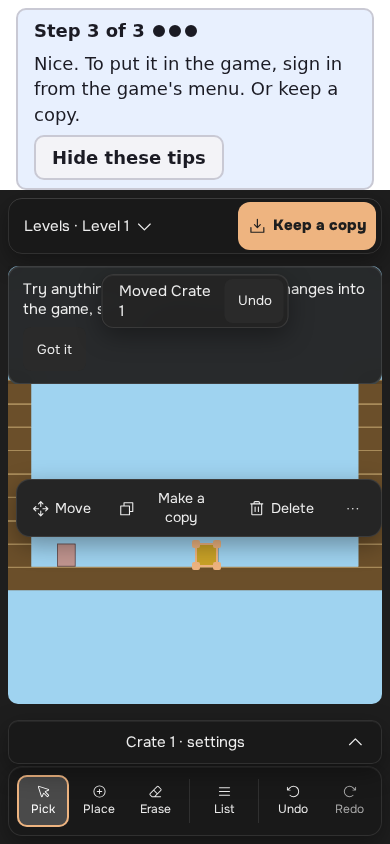 Step 3 of 3
Nice. To put it in the game, sign in
from the game's menu. Or keep a
copy.
Hide these tips
Levels · Level 1
Keep a copy
Try
Moved Crate
1
Undo
changes into
the game,
Got it
Move
Make a
copy
Delete
···
Crate 1 · settings
Pick
Place
Erase
List
Undo
Redo